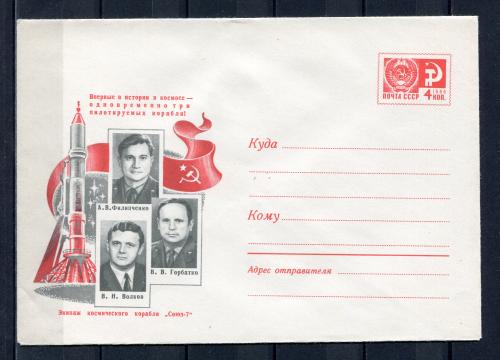 Впервые в истории в космосе —
одновременно три
пилотируемых корабля!
А.В.Филипченко
В. В. Горбатко
В. Н. Волков
Экипаж космического корабля „Союз-7"
ПОЧТА СССР
1966
4 КОП.
Куда
Кому
Адрес отправителя